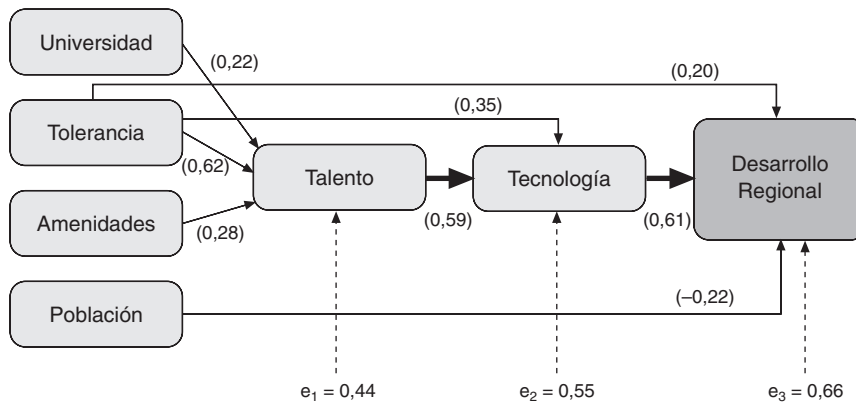 Universidad
(0,22)
(0,20)
Tolerancia
(0,35)
(0,62)
Talento
Tecnología
Desarrollo
Regional
Amenidades
(0,28)
(0,59)
(0,61)
Población
(–0,22)
e₁ = 0,44
e₂ = 0,55
e₃ = 0,66